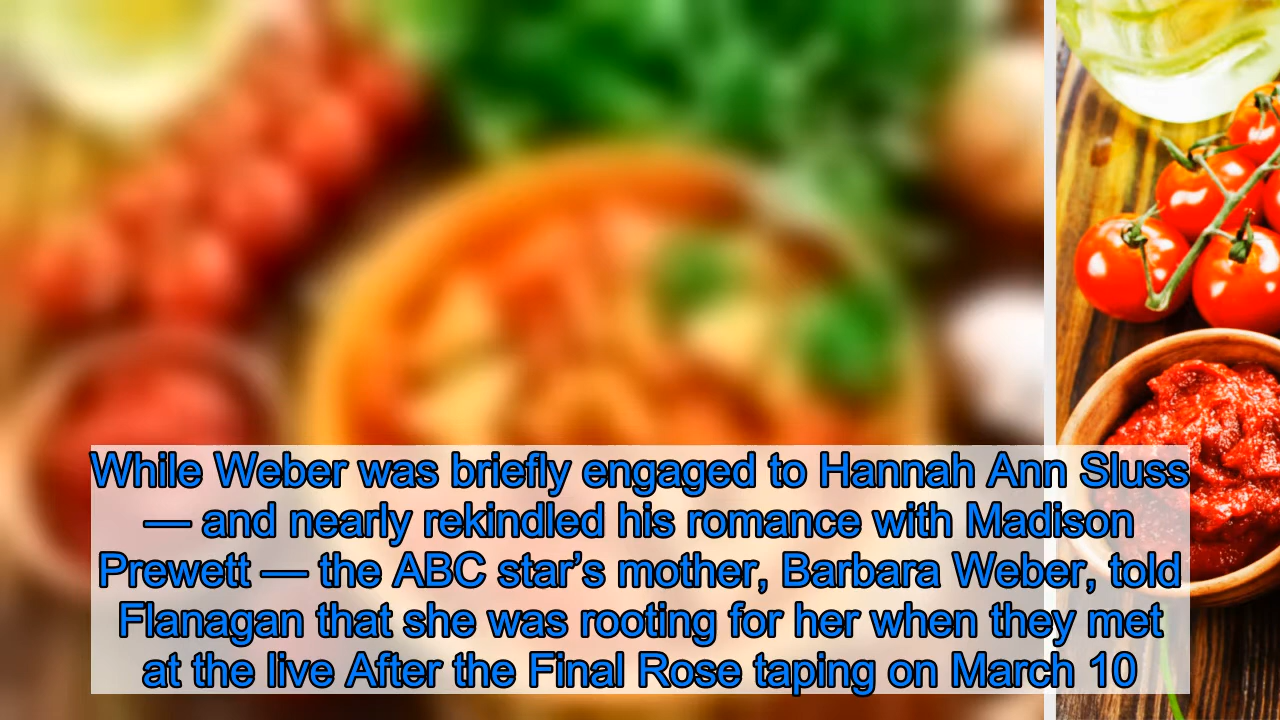 While Weber was briefly engaged to Hannah Ann Sluss
— and nearly rekindled his romance with Madison
Prewett — the ABC star’s mother, Barbara Weber, told
Flanagan that she was rooting for her when they met
at the live After the Final Rose taping on March 10